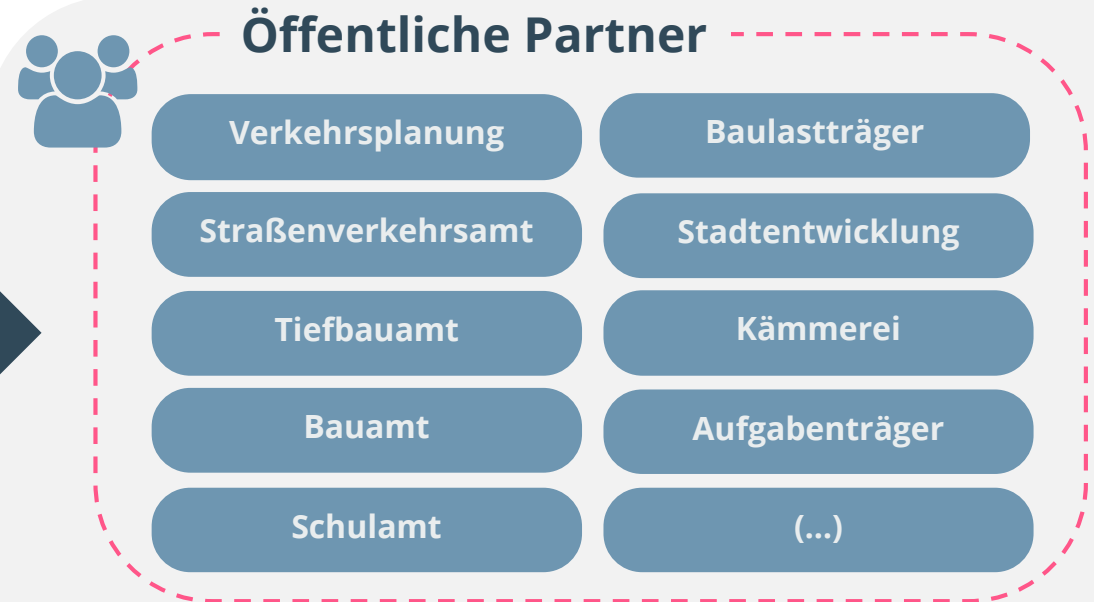 Öffentliche Partner
Verkehrsplanung
Baulastträger
Straßenverkehrsamt
Stadtentwicklung
Tiefbauamt
Kämmerei
Bauamt
Aufgabenträger
Schulamt
(...)